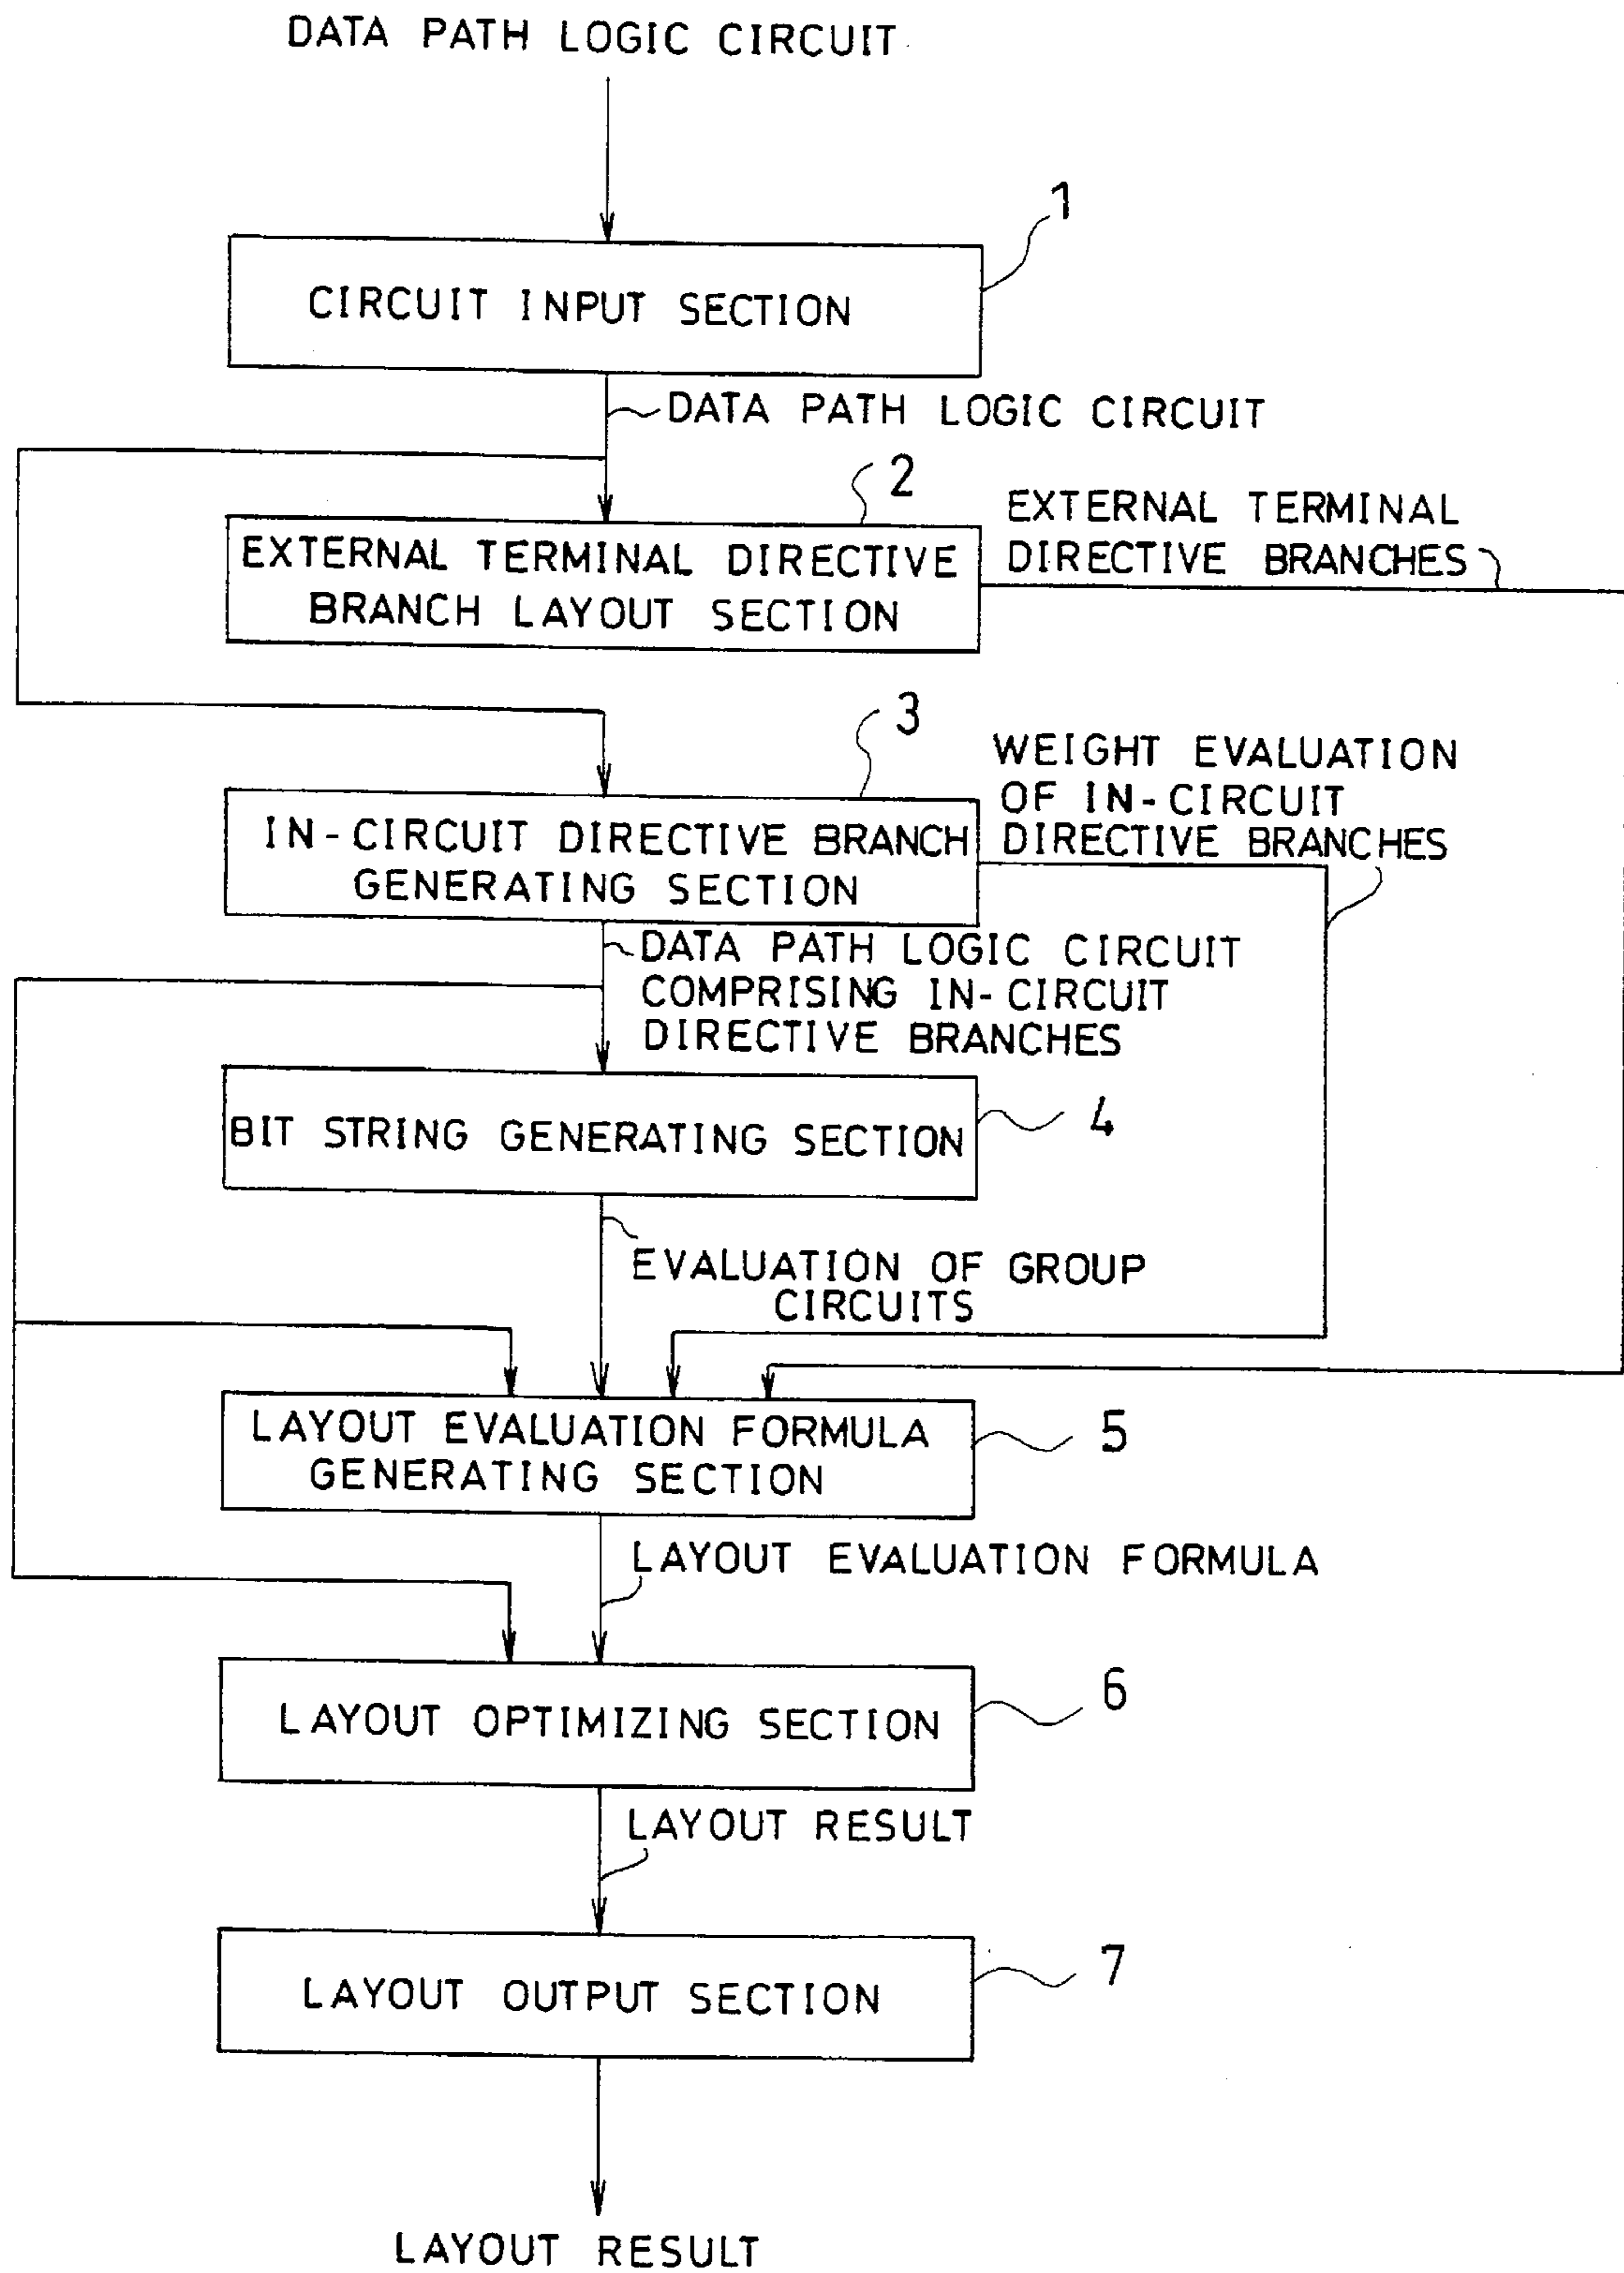 DATA PATH LOGIC CIRCUIT
1
CIRCUIT INPUT SECTION
DATA PATH LOGIC CIRCUIT
2
EXTERNAL TERMINAL DIRECTIVE
BRANCH LAYOUT SECTION
EXTERNAL TERMINAL
DIRECTIVE BRANCHES
3
IN-CIRCUIT DIRECTIVE BRANCH
GENERATING SECTION
WEIGHT EVALUATION
OF IN-CIRCUIT
DIRECTIVE BRANCHES
DATA PATH LOGIC CIRCUIT
COMPRISING IN-CIRCUIT
DIRECTIVE BRANCHES
BIT STRING GENERATING SECTION
4
EVALUATION OF GROUP
CIRCUITS
LAYOUT EVALUATION FORMULA
GENERATING SECTION
5
LAYOUT EVALUATION FORMULA
LAYOUT OPTIMIZING SECTION
6
LAYOUT RESULT
LAYOUT OUTPUT SECTION
7
LAYOUT RESULT